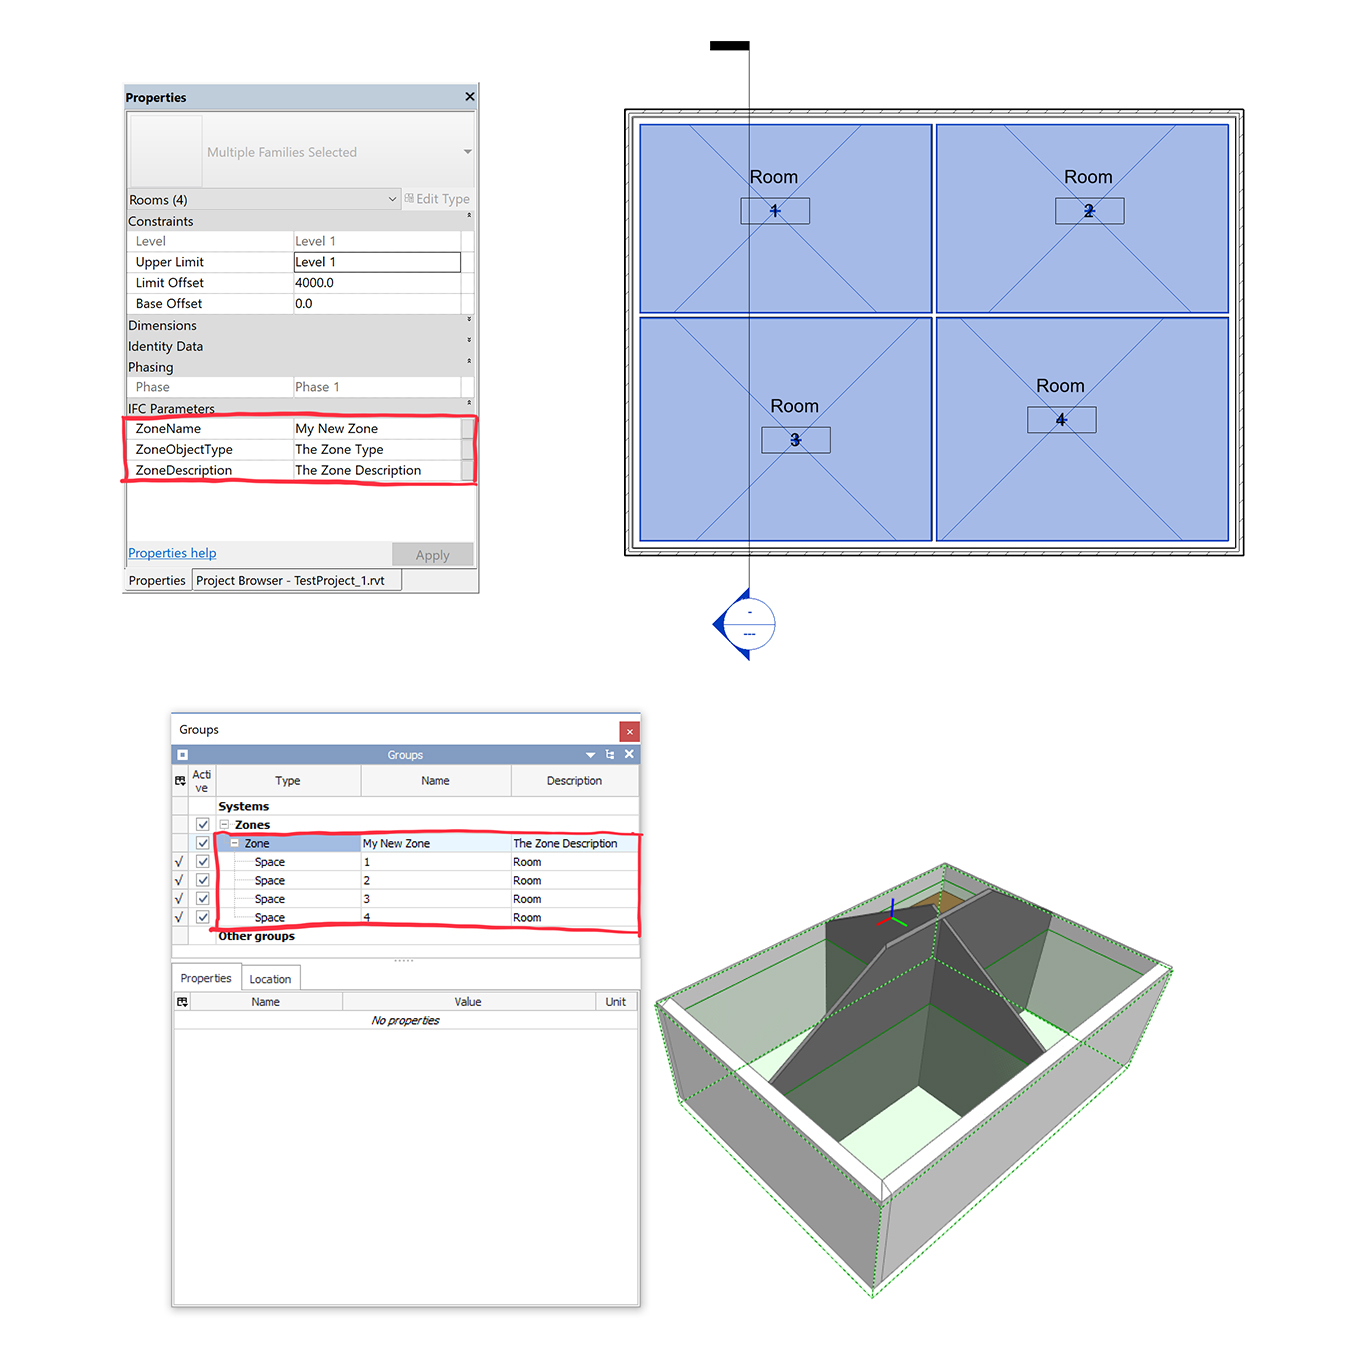 Properties
Multiple Families Selected
Rooms (4)
Edit Type
Constraints
Level Level 1
Upper Limit Level 1
Limit Offset 4000.0
Base Offset 0.0
Dimensions
Identity Data
Phasing
Phase Phase 1
IFC Parameters
ZoneName My New Zone
ZoneObjectType The Zone Type
ZoneDescription The Zone Description
Properties help
Apply
Properties
Project Browser - TestProject_1.rvt
Room
1
Room
2
Room
3
Room
4
-
---
Groups
Groups
Active Type Name Description
Systems
Zones
Zone My New Zone The Zone Description
Space 1 Room
Space 2 Room
Space 3 Room
Space 4 Room
Other groups
Properties
Location
Name Value Unit
No properties